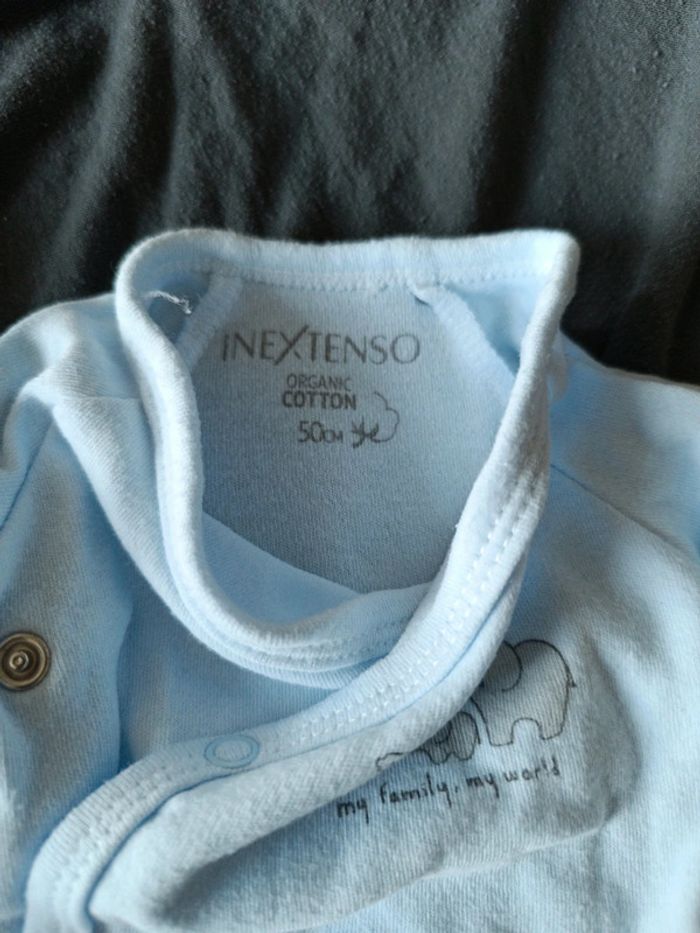 INEXTENSO
ORGANIC
COTTON
50CM
my family, my world